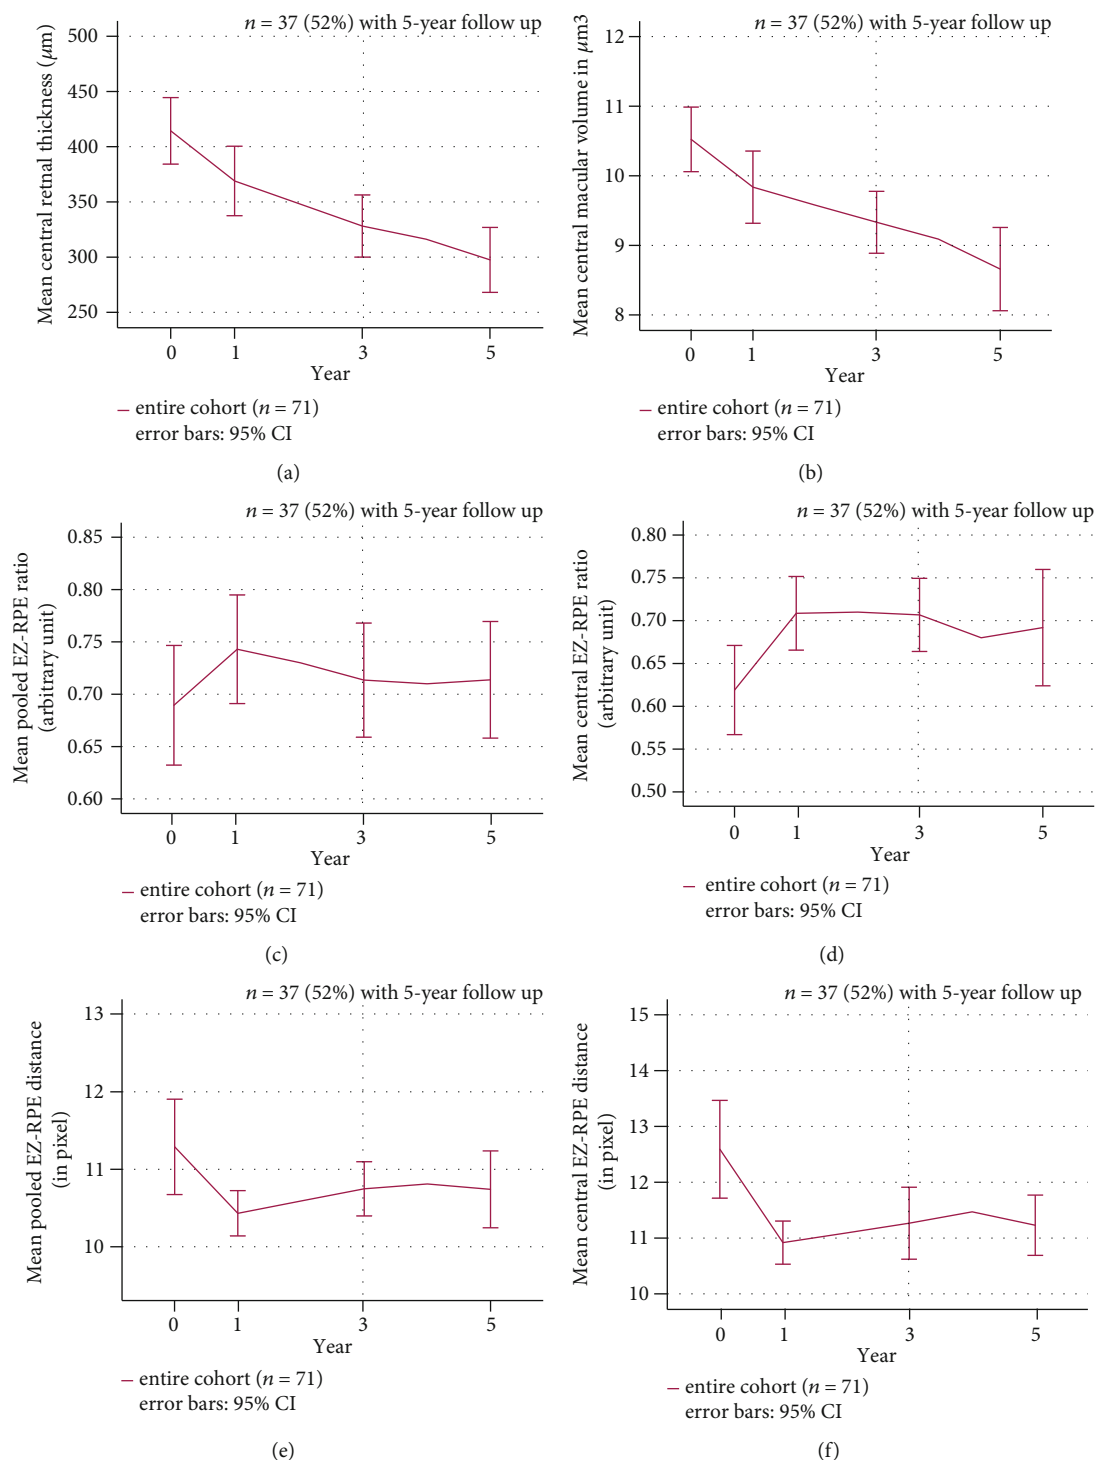 n = 37 (52%) with 5-year follow up
500
450
400
350
300
250
Mean central retnal thickness (μm)
0 1 3 5
Year
entire cohort (n = 71)
error bars: 95% CI
(a)
n = 37 (52%) with 5-year follow up
12
11
10
9
8
Mean central macular volume in μm3
0 1 3 5
Year
entire cohort (n = 71)
error bars: 95% CI
(b)
n = 37 (52%) with 5-year follow up
0.85
0.80
0.75
0.70
0.65
0.60
Mean pooled EZ-RPE ratio
(arbitrary unit)
0 1 3 5
Year
entire cohort (n = 71)
error bars: 95% CI
(c)
n = 37 (52%) with 5-year follow up
0.80
0.75
0.70
0.65
0.60
0.55
0.50
Mean central EZ-RPE ratio
(arbitrary unit)
0 1 3 5
Year
entire cohort (n = 71)
error bars: 95% CI
(d)
n = 37 (52%) with 5-year follow up
13
12
11
10
Mean pooled EZ-RPE distance
(in pixel)
0 1 3 5
Year
entire cohort (n = 71)
error bars: 95% CI
(e)
n = 37 (52%) with 5-year follow up
15
14
13
12
11
10
Mean central EZ-RPE distance
(in pixel)
0 1 3 5
Year
entire cohort (n = 71)
error bars: 95% CI
(f)